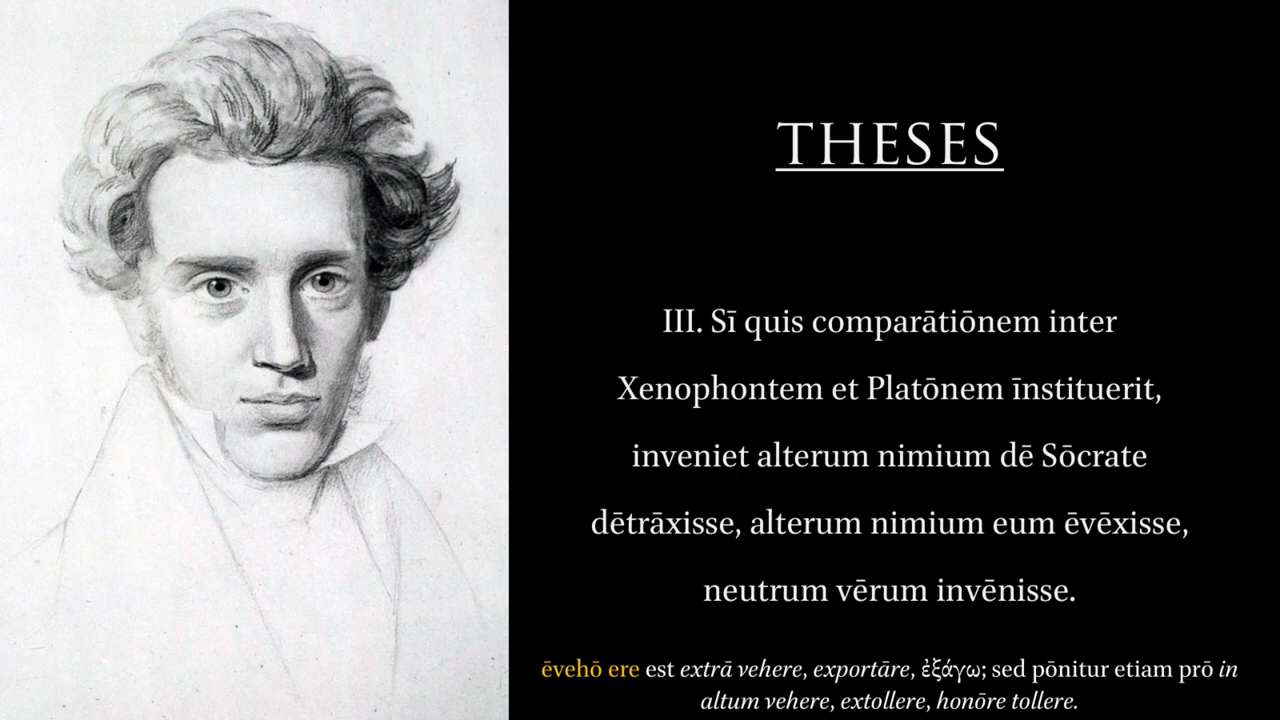 THESES
III. Sī quis comparātiōnem inter
Xenophontem et Platōnem īnstituerit,
inveniet alterum nimium dē Sōcrate
dētrāxisse, alterum nimium eum ēvēxisse,
neutrum vērum invēnisse.
ēvehō ere est extrā vehere, exportāre, ἐξάγω; sed pōnitur etiam prō in
altum vehere, extollere, honōre tollere.